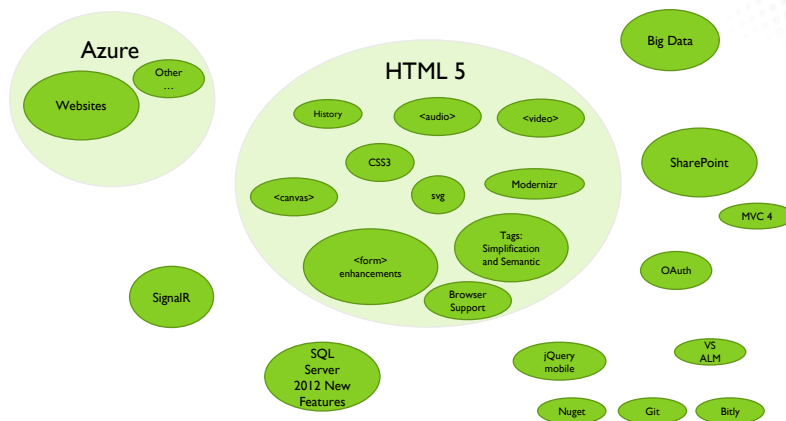 Azure
Other
…
Websites
HTML 5
History
<audio>
<video>
CSS3
Modernizr
<canvas>
svg
Tags:
Simplification
and Semantic
<form>
enhancements
Browser
Support
Big Data
SharePoint
MVC 4
OAuth
SignalR
SQL
Server
2012 New
Features
jQuery
mobile
VS
ALM
Nuget
Git
Bitly